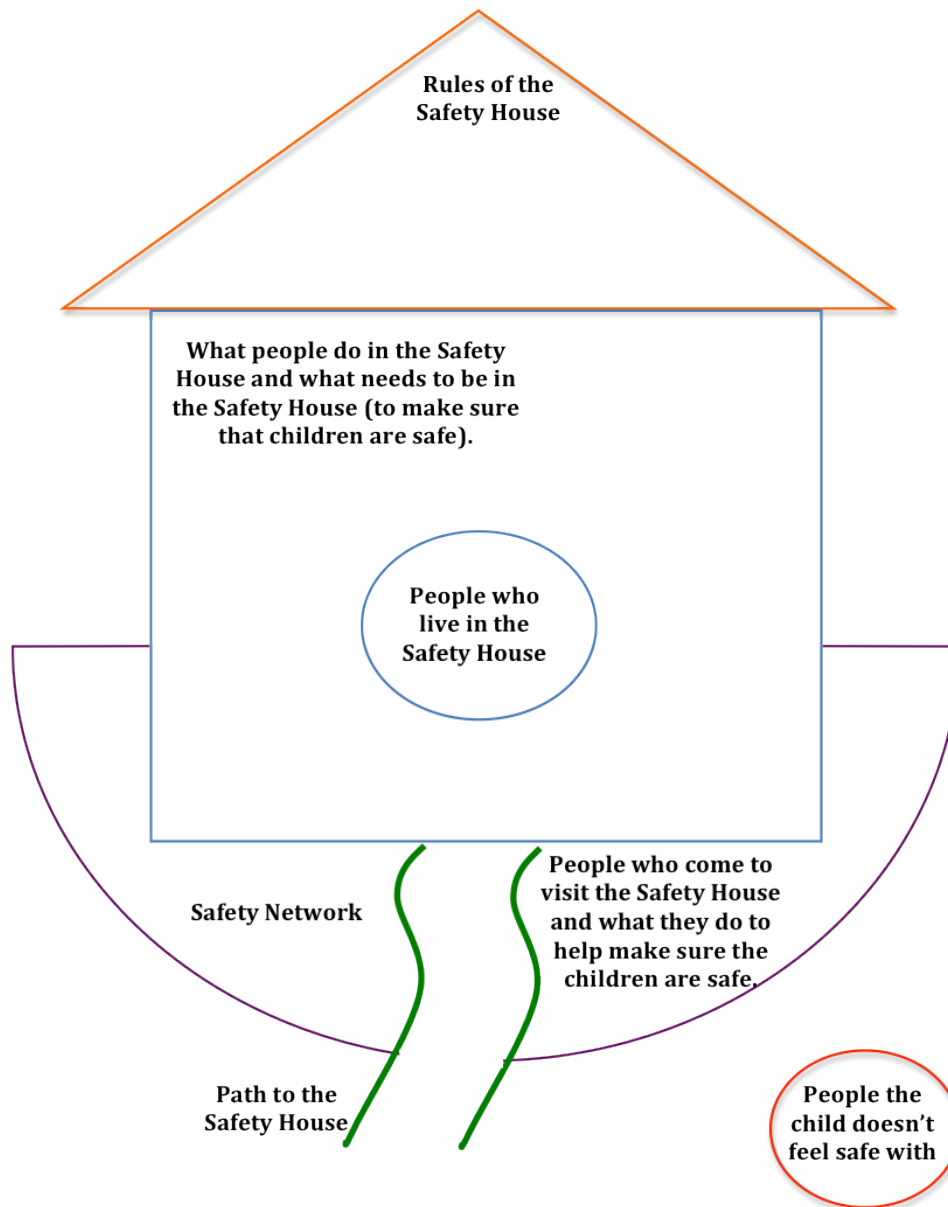 Rules of the
Safety House
What people do in the Safety
House and what needs to be in
the Safety House (to make sure
that children are safe).
People who
live in the
Safety House
Safety Network
People who come to
visit the Safety House
and what they do to
help make sure the
children are safe.
Path to the
Safety House
People the
child doesn’t
feel safe with